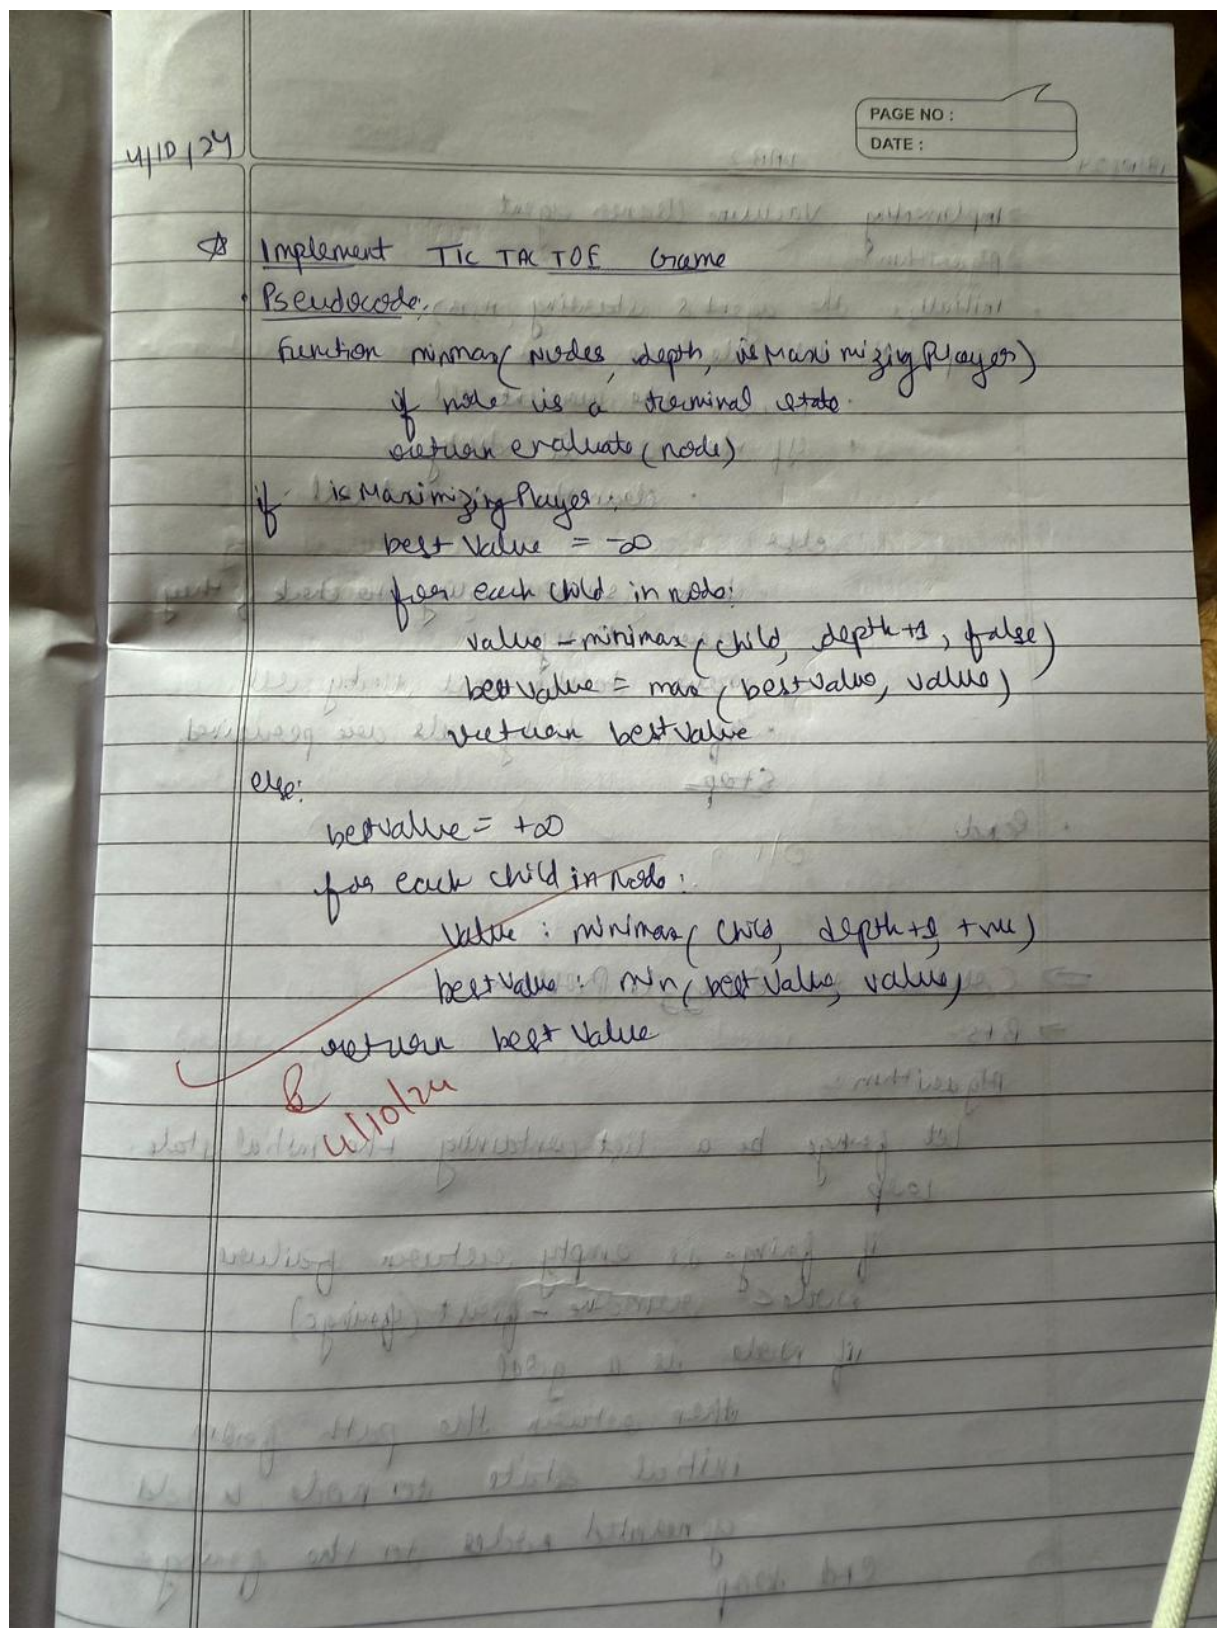 PAGE NO :
DATE :
4/10/24
Implement TIC TAC TOE Game
Pseudocode:
Function minmax( Nodes, depth, isMaximizingPlayer)
if node is a terminal state
return evaluate (node)
if isMaximizingPlayer:
best Value = -∞
for each child in node:
value = minimax (child, depth+1, false)
bestvalue = max (bestvalue, value)
return bestvalue
else:
bestvalue = +∞
for each child in node:
Value : minimax( child, depth+1, true)
bestvalue : min (bestvalue, value)
return best value
4/10/24